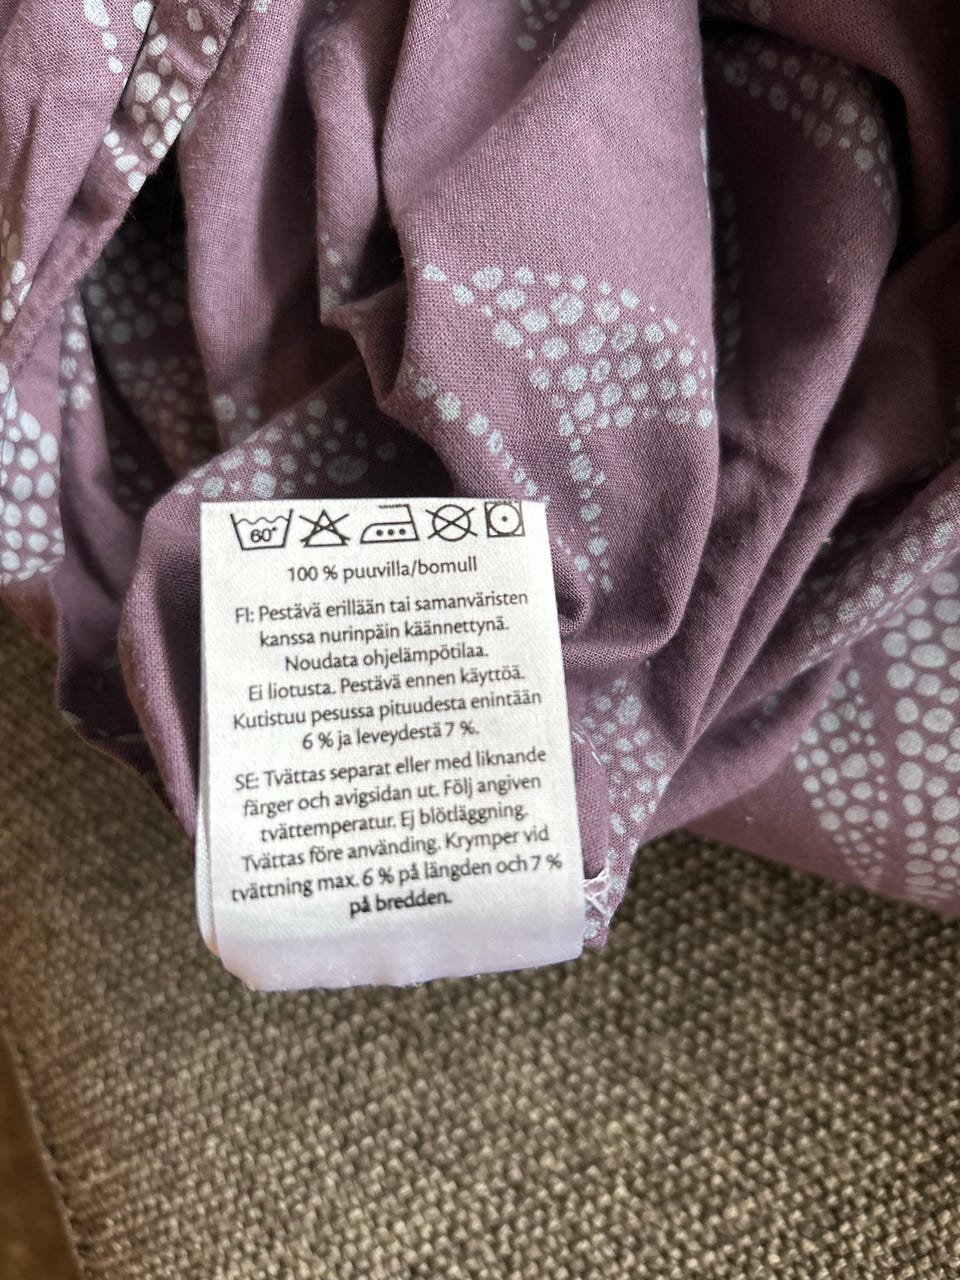 60°
100 % puuvilla/bomull
FI: Pestävä erillään tai samanväristen
kanssa nurinpäin käännettynä.
Noudata ohjelämpötilaa.
Ei liotusta. Pestävä ennen käyttöä.
Kutistuu pesussa pituudesta enintään
6 % ja leveydestä 7 %.
SE: Tvättas separat eller med liknande
färger och avigsidan ut. Följ angiven
tvättemperatur. Ej blötläggning.
Tvättas före använding. Krymper vid
tvättning max. 6 % på längden och 7 %
på bredden.